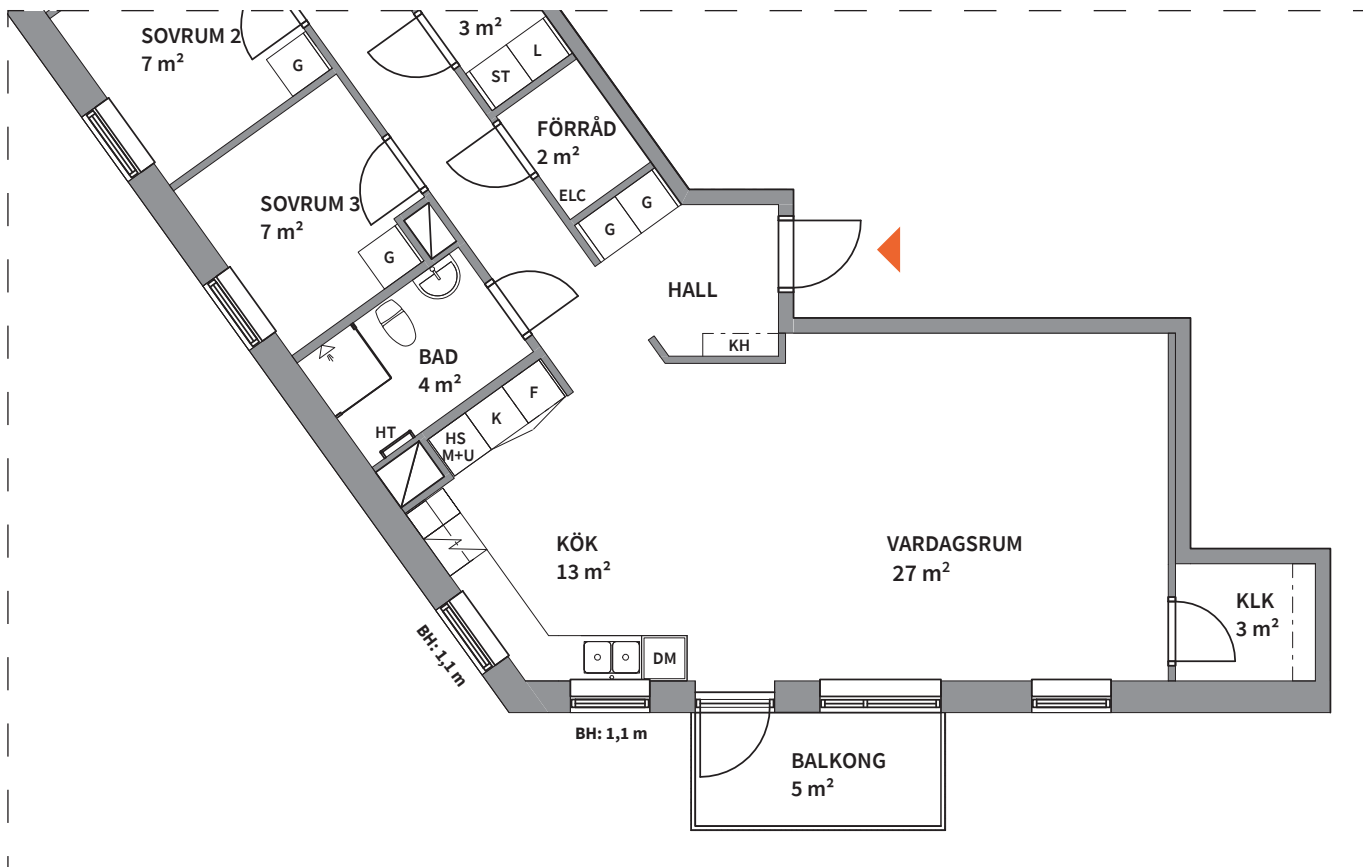 SOVRUM 2
7 m²
G
3 m²
L
ST
FÖRRÅD
2 m²
ELC
G
G
SOVRUM 3
7 m²
G
HALL
KH
BAD
4 m²
HT
F
K
HS
M+U
KÖK
13 m²
VARDAGSRUM
27 m²
KLK
3 m²
DM
BH: 1,1 m
BH: 1,1 m
BALKONG
5 m²